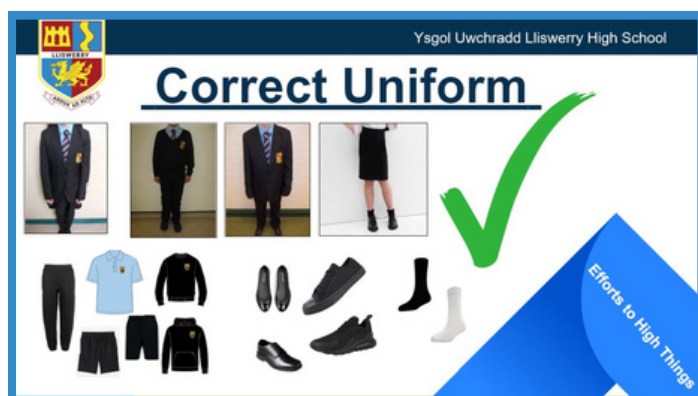 Ysgol Uwchradd Lliswerry High School
LLISWERRY
Correct Uniform
Efforts to High Things